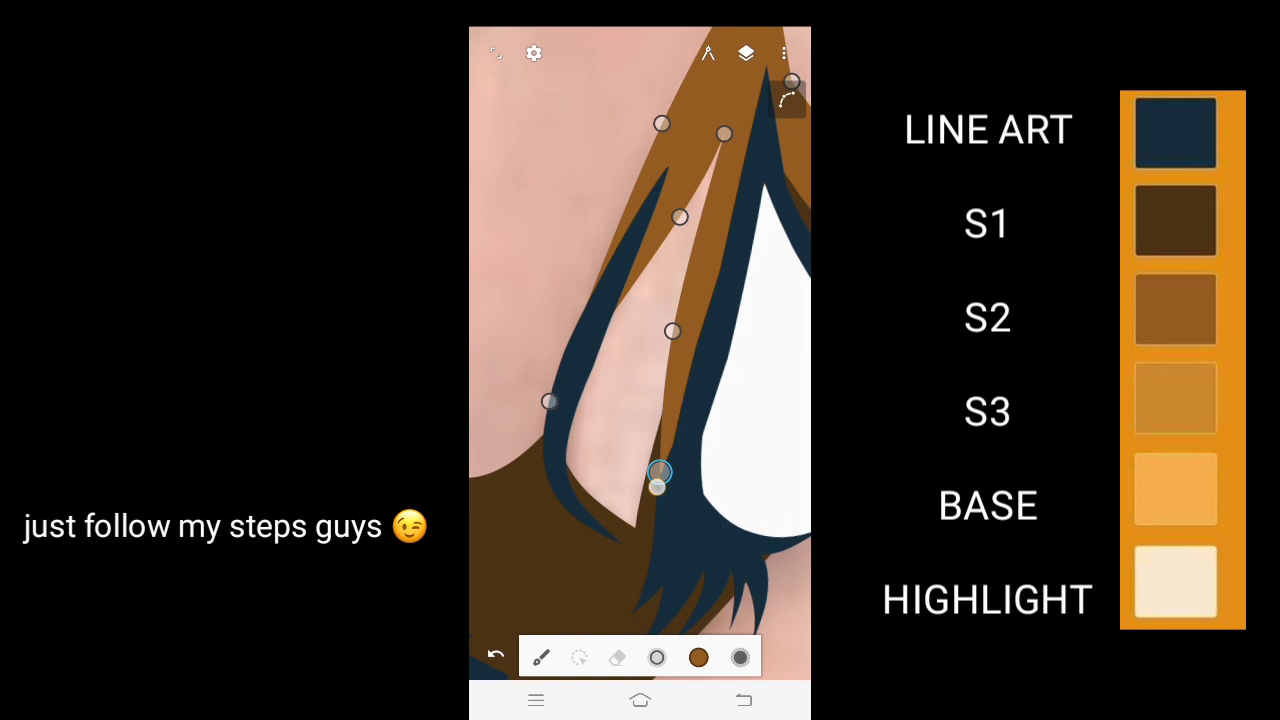 LINE ART
S1
S2
S3
BASE
HIGHLIGHT
just follow my steps guys 😉